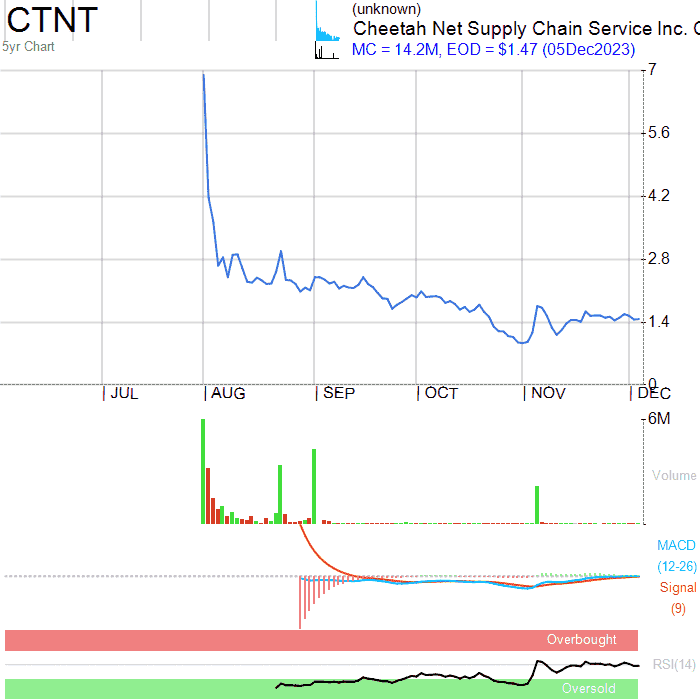 CTNT
5yr Chart
(unknown)
Cheetah Net Supply Chain Service Inc. C
MC = 14.2M, EOD = $1.47 (05Dec2023)
7
5.6
4.2
2.8
1.4
0
JUL AUG SEP OCT NOV DEC
6M
Volume
MACD
(12-26)
Signal
(9)
Overbought
RSI(14)
Oversold